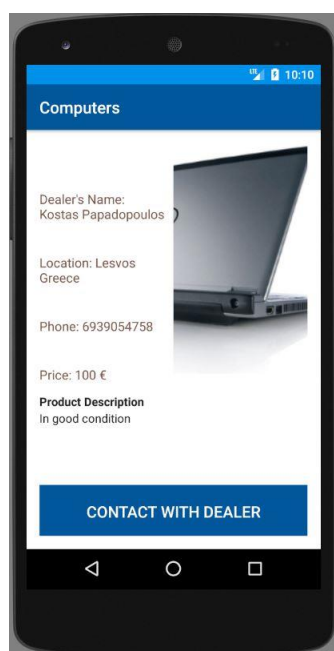 LTE 10:10
Computers
Dealer's Name:
Kostas Papadopoulos
Location: Lesvos
Greece
Phone: 6939054758
Price: 100 €
Product Description
In good condition
CONTACT WITH DEALER